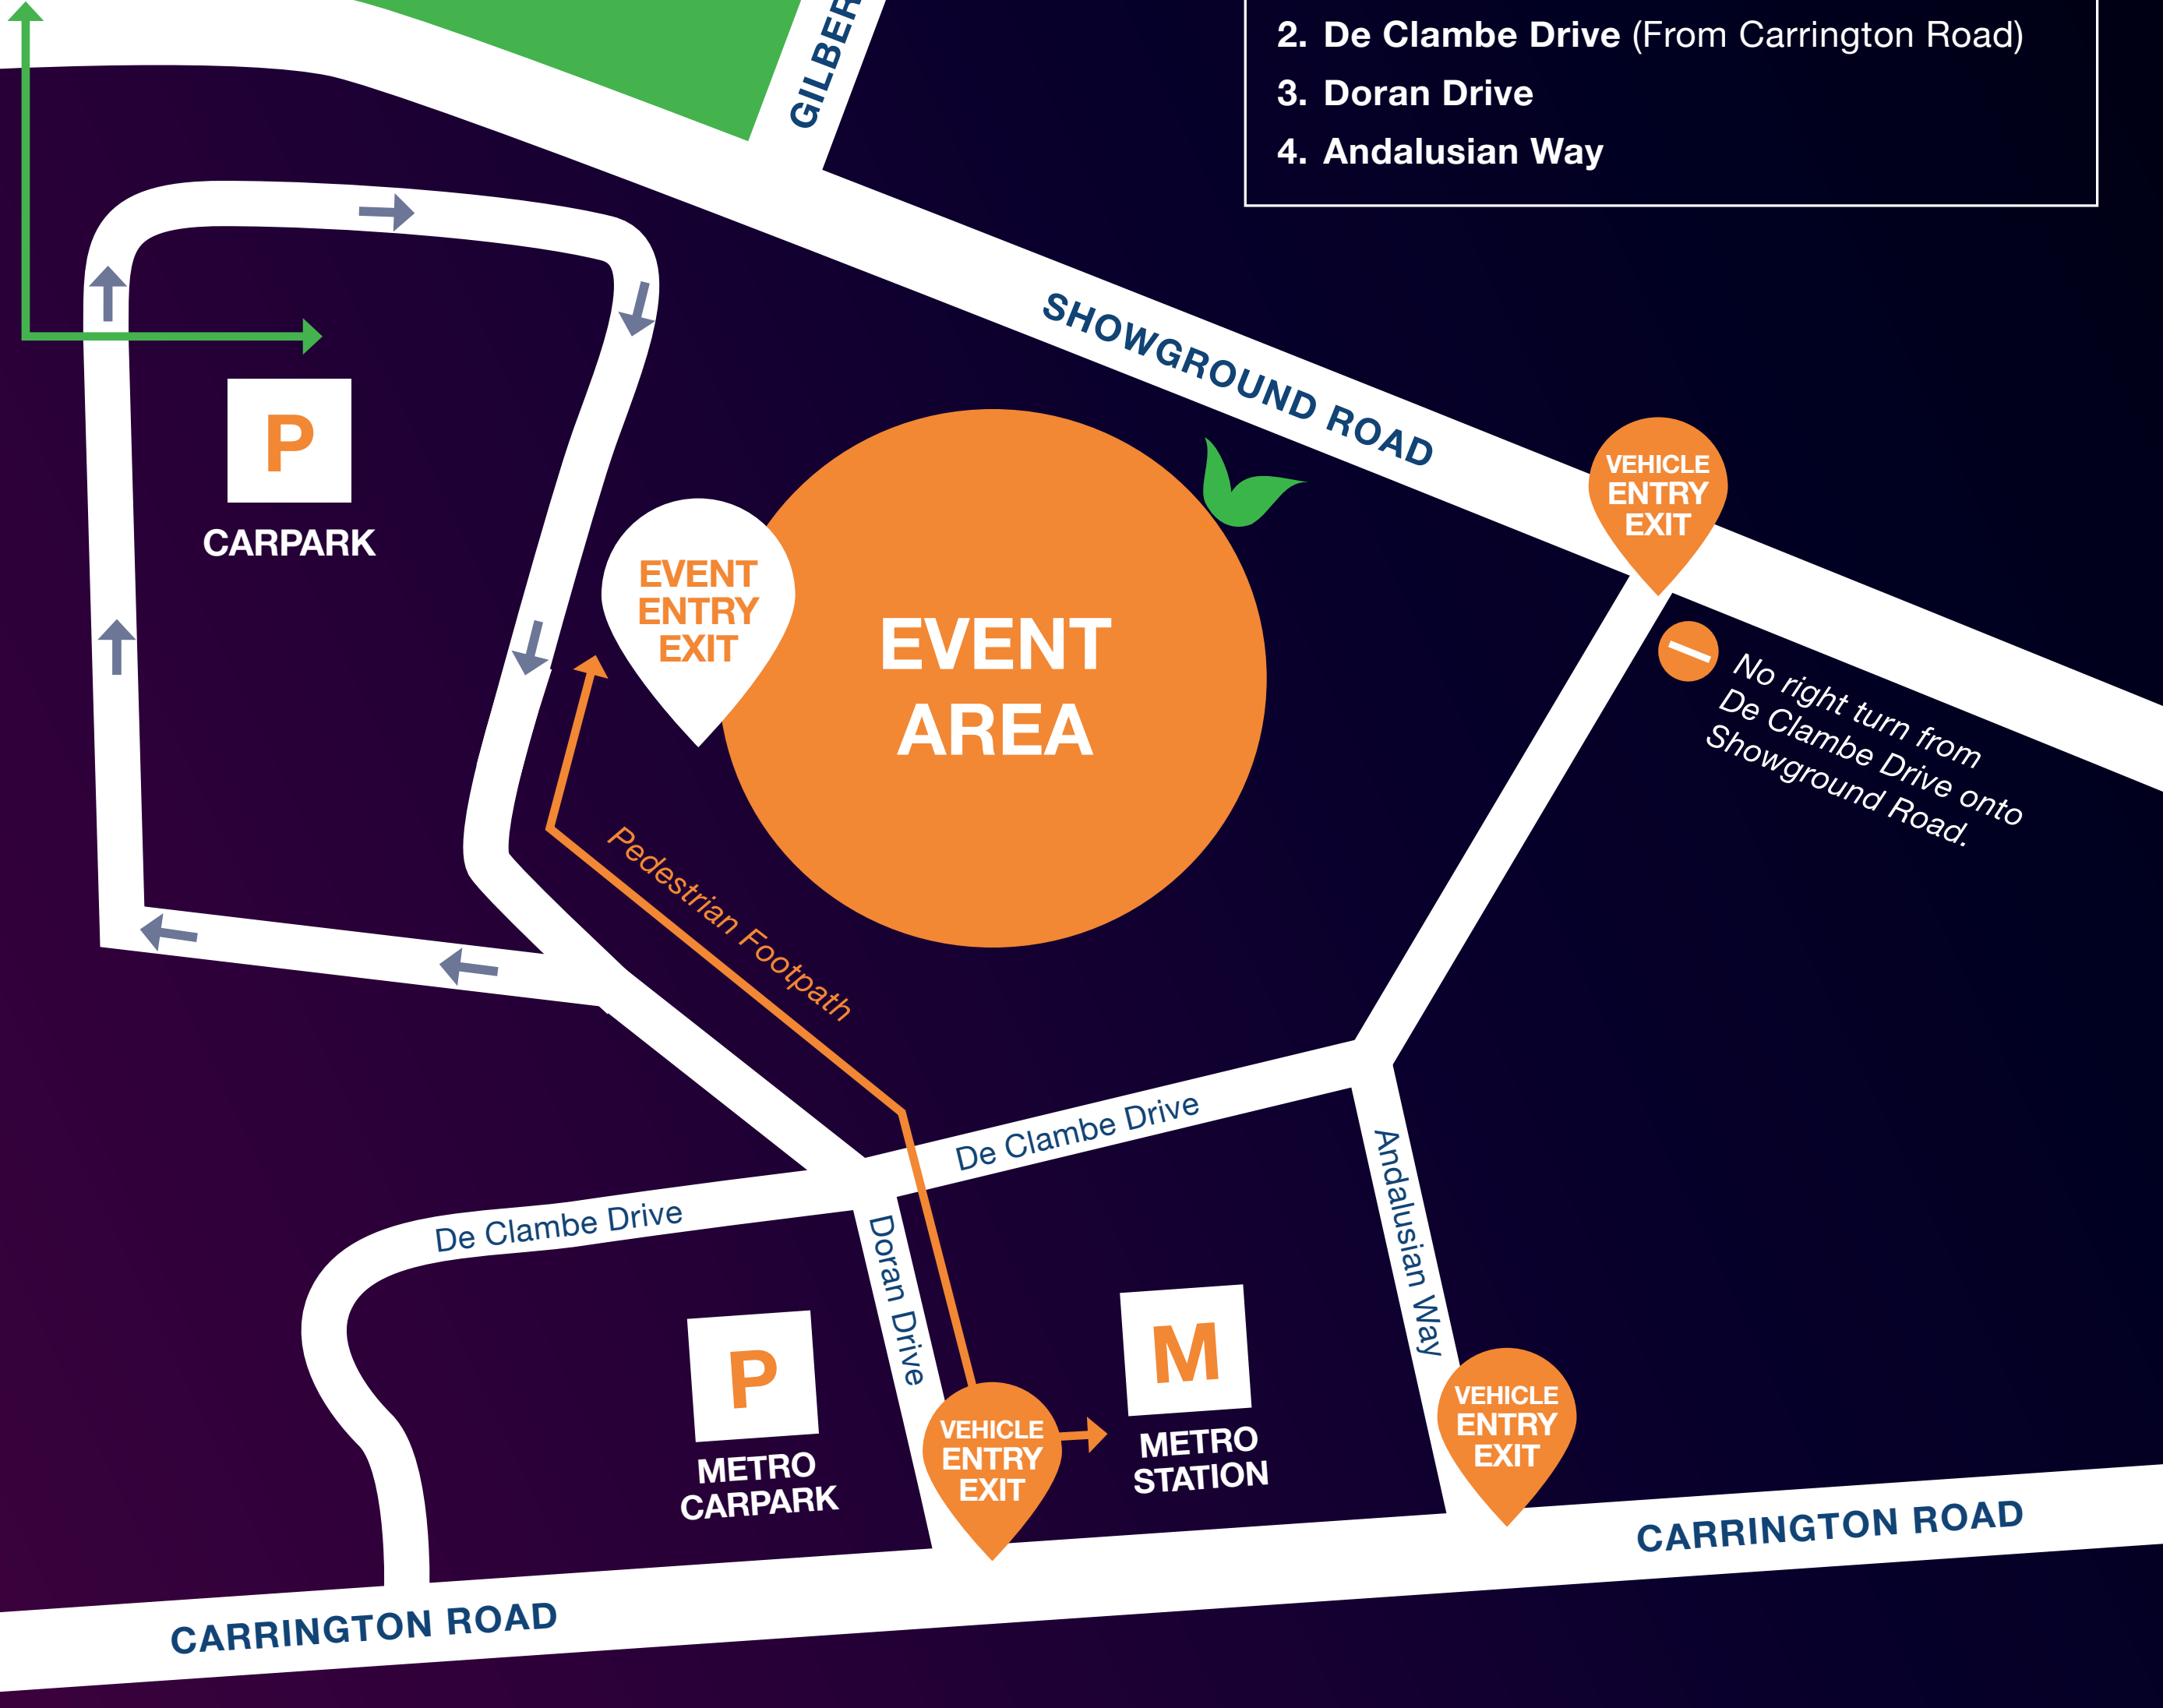 2. De Clambe Drive (From Carrington Road)
3. Doran Drive
4. Andalusian Way
SHOWGROUND ROAD
P
CARPARK
VEHICLE
ENTRY
EXIT
EVENT
ENTRY
EXIT
EVENT
AREA
No right turn from
De Clambe Drive onto
Showground Road.
Pedestrian Footpath
De Clambe Drive
De Clambe Drive
Andalusian Way
Doran Drive
P
METRO
CARPARK
M
METRO
STATION
VEHICLE
ENTRY
EXIT
VEHICLE
ENTRY
EXIT
CARRINGTON ROAD
CARRINGTON ROAD